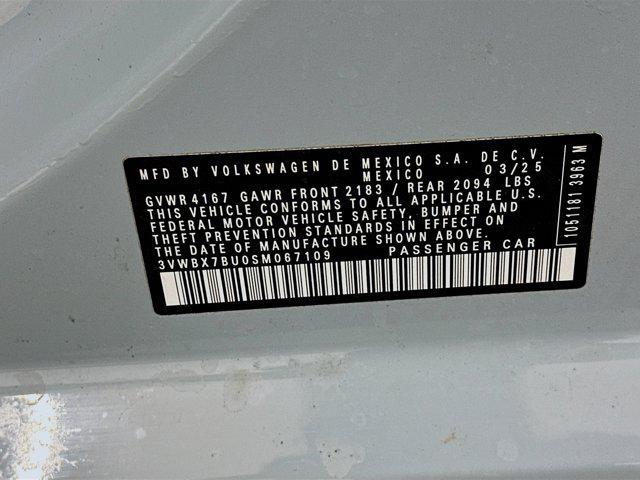 MFD BY VOLKSWAGEN DE MEXICO S.A. DE C.V.
MEXICO 03/25
GVWR 4167 GAWR FRONT 2183 / REAR 2094 LBS
THIS VEHICLE CONFORMS TO ALL APPLICABLE U.S.
FEDERAL MOTOR VEHICLE SAFETY, BUMPER AND
THEFT PREVENTION STANDARDS IN EFFECT ON
THE DATE OF MANUFACTURE SHOWN ABOVE.
3VWBX7BU0SM067109 PASSENGER CAR
1051181 3963 M